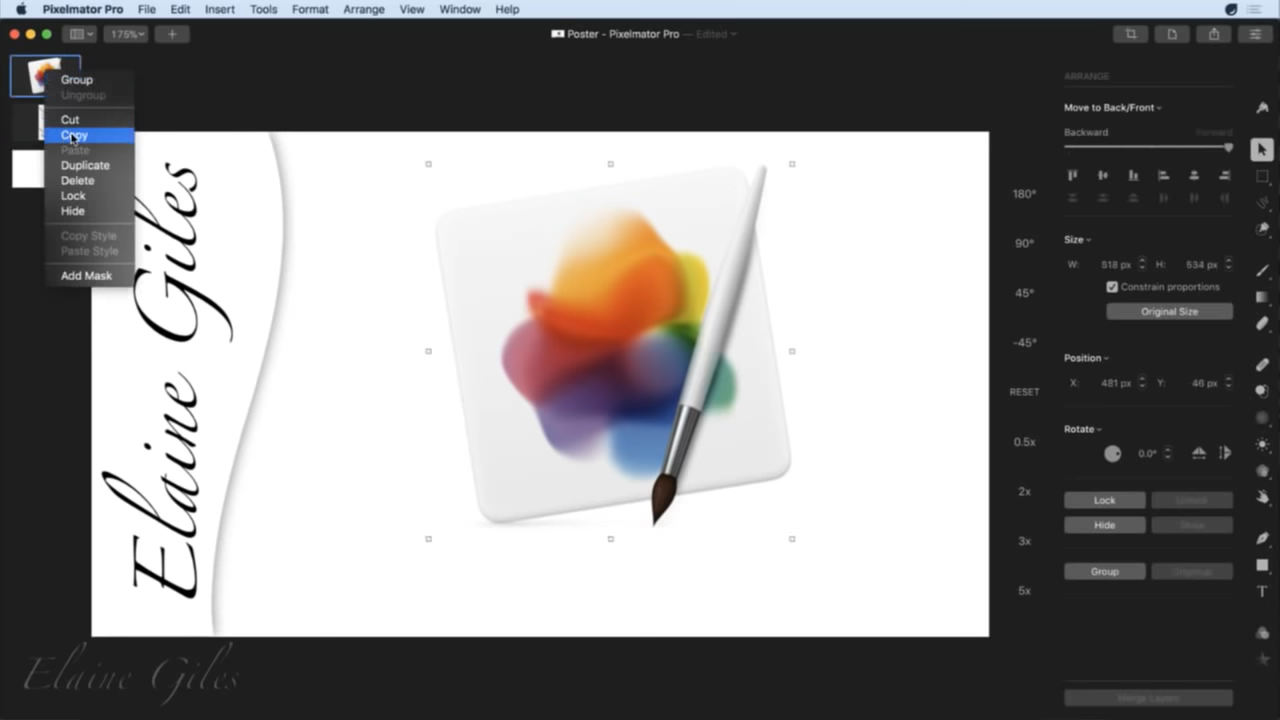 Pixelmator Pro File Edit Insert Tools Format Arrange View Window Help
175%
Poster - Pixelmator Pro — Edited
Group
Ungroup
Cut
Copy
Paste
Duplicate
Delete
Lock
Hide
Copy Style
Paste Style
Add Mask
Elaine Giles
180°
90°
45°
-45°
RESET
0.5x
2x
3x
5x
ARRANGE
Move to Back/Front
Backward Forward
Size
W: 518 px H: 534 px
Constrain proportions
Original Size
Position
X: 481 px Y: 46 px
Rotate
0.0°
Lock
Hide Show
Group Ungroup
T
Merge Layers
Elaine Giles